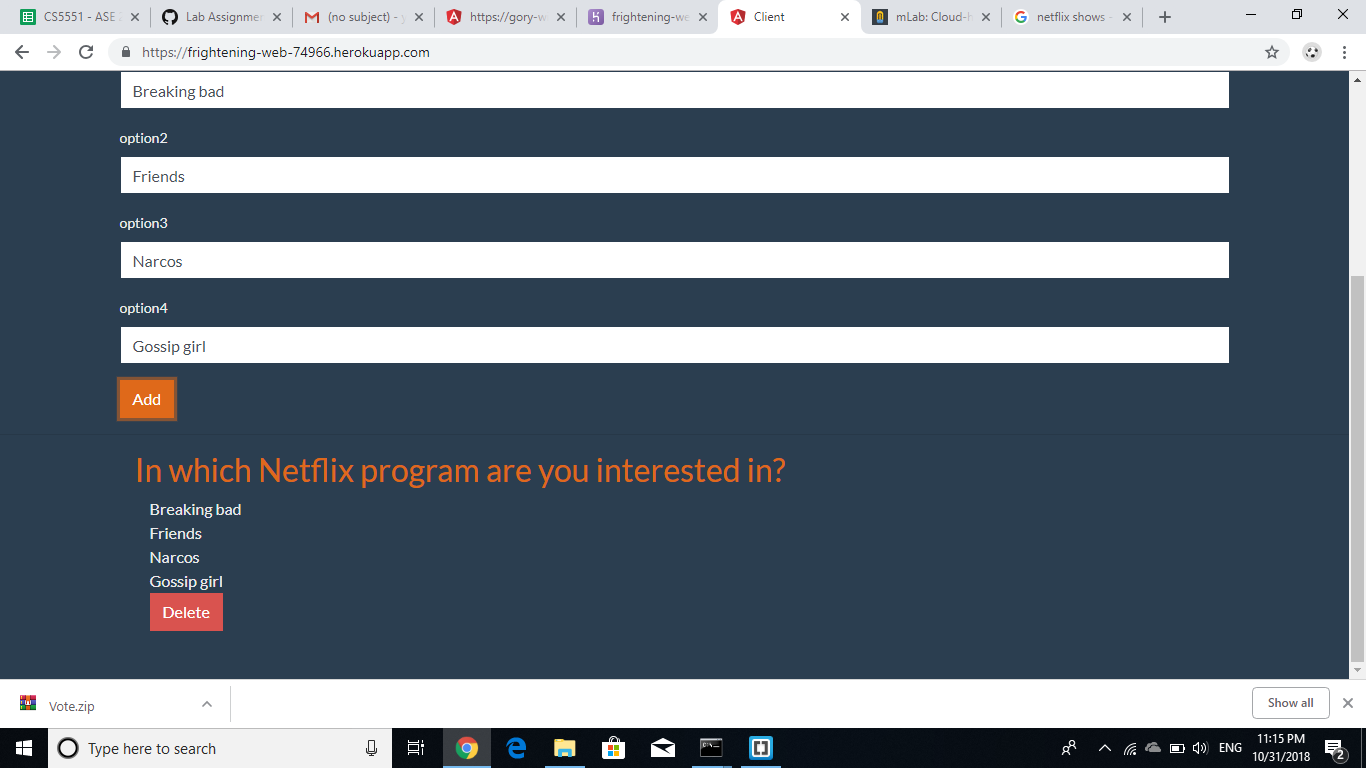 CS5551 - ASE
Lab Assignmen
(no subject) - y
https://gory-w
frightening-we
Client
mLab: Cloud-h
netflix shows -
https://frightening-web-74966.herokuapp.com
Breaking bad
option2
Friends
option3
Narcos
option4
Gossip girl
Add
In which Netflix program are you interested in?
Breaking bad
Friends
Narcos
Gossip girl
Delete
Vote.zip
Show all
Type here to search
ENG
11:15 PM
10/31/2018
2